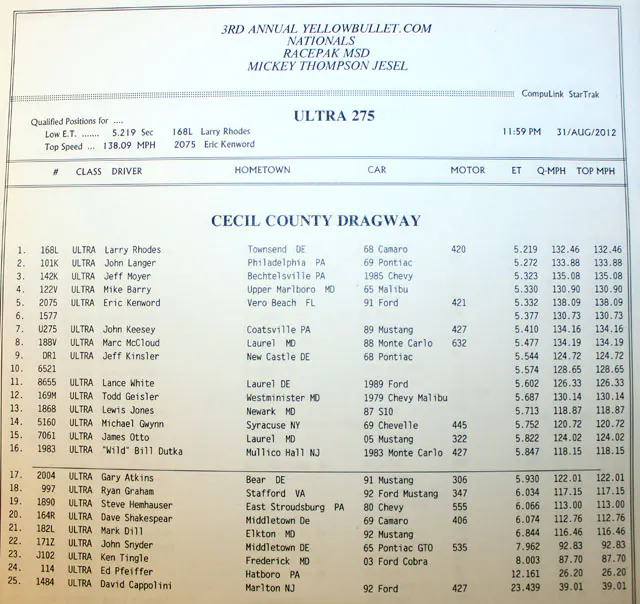 3RD ANNUAL YELLOWBULLET.COM
NATIONALS
RACEPAK MSD
MICKEY THOMPSON JESEL
CompuLink StarTrak
ULTRA 275
Qualified Positions for ....
Low E.T. ....... 5.219 Sec 168L Larry Rhodes 11:59 PM 31/AUG/2012
Top Speed ... 138.09 MPH 2075 Eric Kenword
# CLASS DRIVER HOMETOWN CAR MOTOR ET Q-MPH TOP MPH
CECIL COUNTY DRAGWAY
1. 168L ULTRA Larry Rhodes Townsend DE 68 Camaro 420 5.219 132.46 132.46
2. 101K ULTRA John Langer Philadelphia PA 69 Pontiac 5.272 133.88 133.88
3. 142K ULTRA Jeff Moyer Bechtelsville PA 1985 Chevy 5.323 135.08 135.08
4. 122V ULTRA Mike Barry Upper Marlboro MD 65 Malibu 5.330 130.90 130.90
5. 2075 ULTRA Eric Kenword Vero Beach FL 91 Ford 421 5.332 138.09 138.09
6. 1577 5.377 130.73 130.73
7. U275 ULTRA John Keesey Coatsville PA 89 Mustang 427 5.410 134.16 134.16
8. 188V ULTRA Marc McCloud Laurel MD 88 Monte Carlo 632 5.477 134.19 134.19
9. DR1 ULTRA Jeff Kinsler New Castle DE 68 Pontiac 5.544 124.72 124.72
10. 6521 5.574 128.65 128.65
11. 8655 ULTRA Lance White Laurel DE 1989 Ford 5.602 126.33 126.33
12. 169M ULTRA Todd Geisler Westminister MD 1979 Chevy Malibu 5.687 130.14 130.14
13. 1868 ULTRA Lewis Jones Newark MD 87 S10 5.713 118.87 118.87
14. 5160 ULTRA Michael Gwynn Syracuse NY 69 Chevelle 445 5.752 120.72 120.72
15. 7061 ULTRA James Otto Laurel MD 05 Mustang 322 5.822 124.02 124.02
16. 1983 ULTRA "Wild" Bill Dutka Mullico Hall NJ 1983 Monte Carlo 427 5.847 118.15 118.15
17. 2004 ULTRA Gary Atkins Bear DE 91 Mustang 306 5.930 122.01 122.01
18. 997 ULTRA Ryan Graham Stafford VA 92 Ford Mustang 347 6.034 117.15 117.15
19. 1890 ULTRA Steve Hemhauser East Stroudsburg PA 80 Chevy 555 6.066 113.00 113.00
20. 164R ULTRA Dave Shakespear Middletown De 69 Camaro 406 6.074 112.76 112.76
21. 182L ULTRA Mark Dill Elkton MD 92 Mustang 6.844 116.46 116.46
22. 171Z ULTRA John Snyder Middletown DE 65 Pontiac GTO 535 7.962 92.83 92.83
23. J102 ULTRA Ken Tingle Frederick MD 03 Ford Cobra 8.003 87.70 87.70
24. 114 ULTRA Ed Pfeiffer Hatboro PA 12.161 26.20 26.20
25. 1484 ULTRA David Cappolini Marlton NJ 92 Ford 427 23.439 39.01 39.01